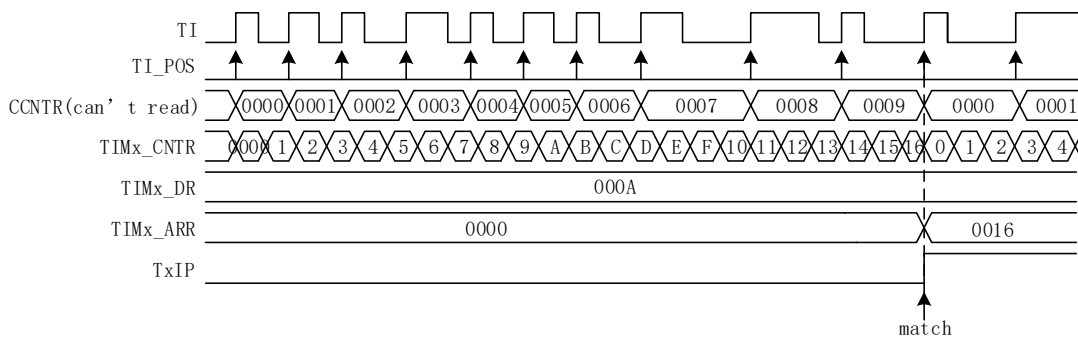 TI
TI_POS
CCNTR(can't read) 0000 0001 0002 0003 0004 0005 0006 0007 0008 0009 0000 0001
TIMx_CNTR 0000 1 2 3 4 5 6 7 8 9 A B C D E F 10 11 12 13 14 15 16 0 1 2 3 4
TIMx_DR 000A
TIMx_ARR 0000 0016
TxIP
match